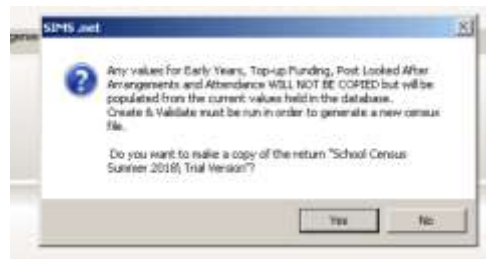 SIMS .net
Any values for Early Years, Top-up Funding, Post Looked After
Arrangements and Attendance WILL NOT BE COPIED but will be
populated from the current values held in the database.
Create & Validate must be run in order to generate a new census
file.
Do you want to make a copy of the return "School Census
Summer 2018\ Trial Version"?
Yes
No